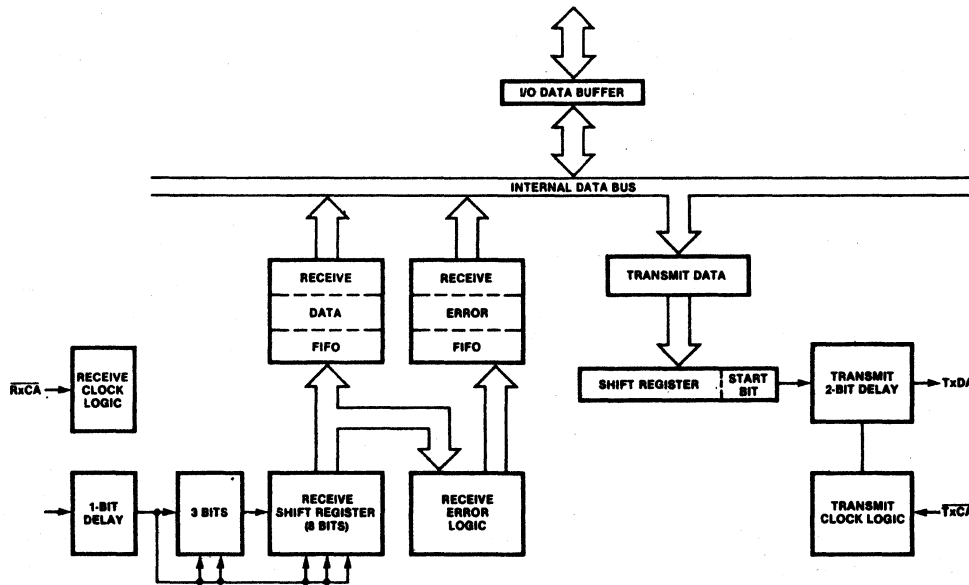 I/O DATA BUFFER
INTERNAL DATA BUS
RECEIVE
DATA
FIFO
RECEIVE
ERROR
FIFO
TRANSMIT DATA
RxCA
RECEIVE
CLOCK
LOGIC
SHIFT REGISTER
START
BIT
TRANSMIT
2-BIT DELAY
TxDA
1-BIT
DELAY
3 BITS
RECEIVE
SHIFT REGISTER
(8 BITS)
RECEIVE
ERROR
LOGIC
TRANSMIT
CLOCK LOGIC
TxCA